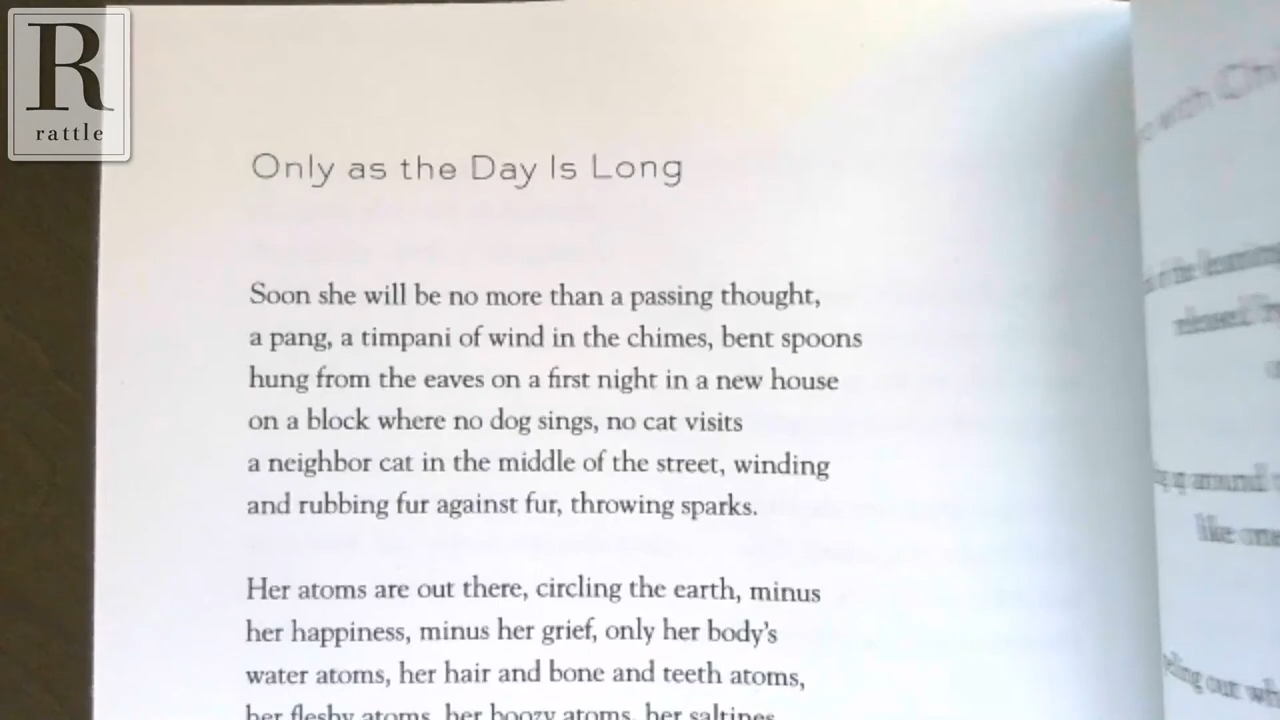 R
rattle
Only as the Day Is Long
Soon she will be no more than a passing thought,
a pang, a timpani of wind in the chimes, bent spoons
hung from the eaves on a first night in a new house
on a block where no dog sings, no cat visits
a neighbor cat in the middle of the street, winding
and rubbing fur against fur, throwing sparks.
Her atoms are out there, circling the earth, minus
her happiness, minus her grief, only her body's
water atoms, her hair and bone and teeth atoms,
her fleshy atoms, her boozy atoms, her saltines
with
around
like one